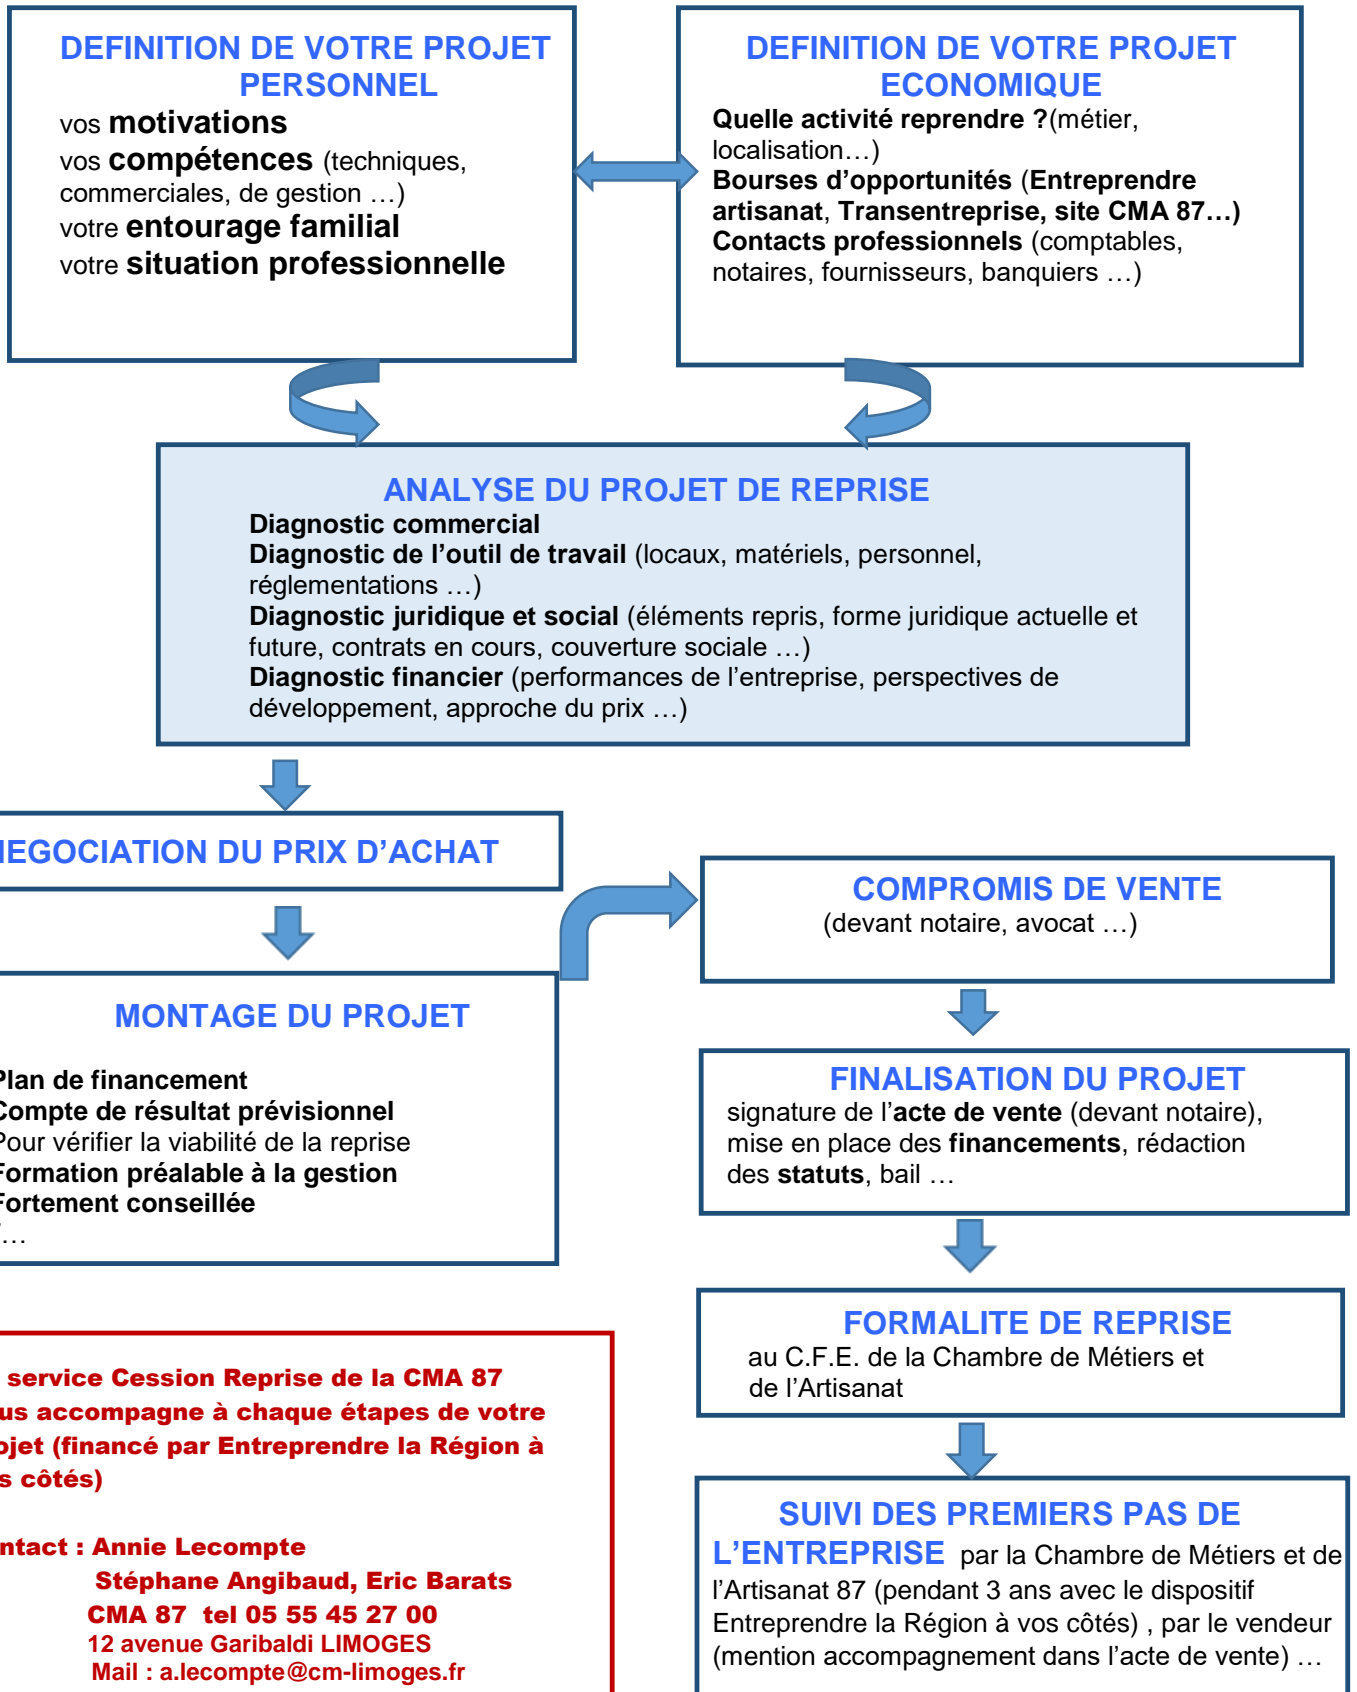 DEFINITION DE VOTRE PROJET
PERSONNEL
vos motivations
vos compétences (techniques,
commerciales, de gestion …)
votre entourage familial
votre situation professionnelle
DEFINITION DE VOTRE PROJET
ECONOMIQUE
Quelle activité reprendre ?(métier,
localisation…)
Bourses d’opportunités (Entreprendre
artisanat, Transentreprise, site CMA 87…)
Contacts professionnels (comptables,
notaires, fournisseurs, banquiers …)
ANALYSE DU PROJET DE REPRISE
Diagnostic commercial
Diagnostic de l’outil de travail (locaux, matériels, personnel,
réglementations …)
Diagnostic juridique et social (éléments repris, forme juridique actuelle et
future, contrats en cours, couverture sociale …)
Diagnostic financier (performances de l’entreprise, perspectives de
développement, approche du prix …)
NEGOCIATION DU PRIX D’ACHAT
MONTAGE DU PROJET
Plan de financement
Compte de résultat prévisionnel
Pour vérifier la viabilité de la reprise
Formation préalable à la gestion
Fortement conseillée
…
COMPROMIS DE VENTE
(devant notaire, avocat …)
FINALISATION DU PROJET
signature de l’acte de vente (devant notaire),
mise en place des financements, rédaction
des statuts, bail …
FORMALITE DE REPRISE
au C.F.E. de la Chambre de Métiers et
de l’Artisanat
SUIVI DES PREMIERS PAS DE
L’ENTREPRISE par la Chambre de Métiers et de
l’Artisanat 87 (pendant 3 ans avec le dispositif
Entreprendre la Région à vos côtés) , par le vendeur
(mention accompagnement dans l’acte de vente) …
service Cession Reprise de la CMA 87
us accompagne à chaque étapes de votre
ojet (financé par Entreprendre la Région à
s côtés)
ntact : Annie Lecompte
Stéphane Angibaud, Eric Barats
CMA 87 tel 05 55 45 27 00
12 avenue Garibaldi LIMOGES
Mail : a.lecompte@cm-limoges.fr